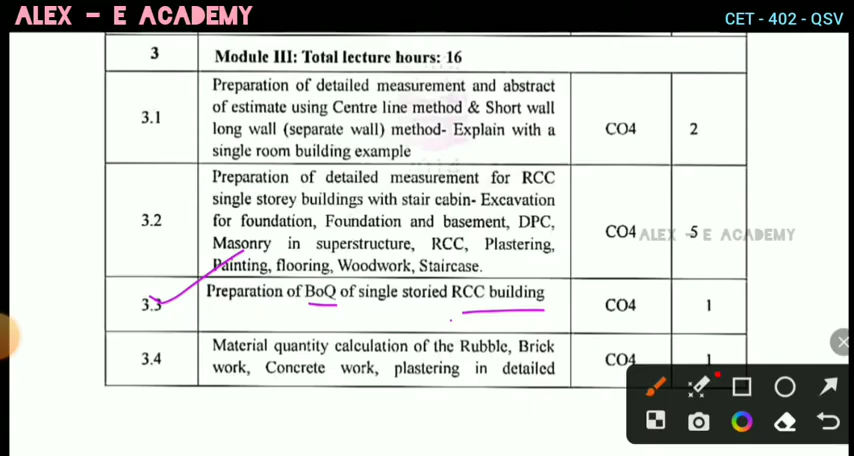 ALEX - E ACADEMY
CET - 402 - QSV
3 Module III: Total lecture hours: 16
Preparation of detailed measurement and abstract
of estimate using Centre line method & Short wall
3.1 long wall (separate wall) method- Explain with a CO4 2
single room building example
Preparation of detailed measurement for RCC
single storey buildings with stair cabin- Excavation
3.2 for foundation, Foundation and basement, DPC, CO4 5
ALEX - E ACADEMY
Masonry in superstructure, RCC, Plastering,
Painting, flooring, Woodwork, Staircase.
3.3 Preparation of BoQ of single storied RCC building CO4 1
Material quantity calculation of the Rubble, Brick
3.4 work, Concrete work, plastering in detailed CO4 1